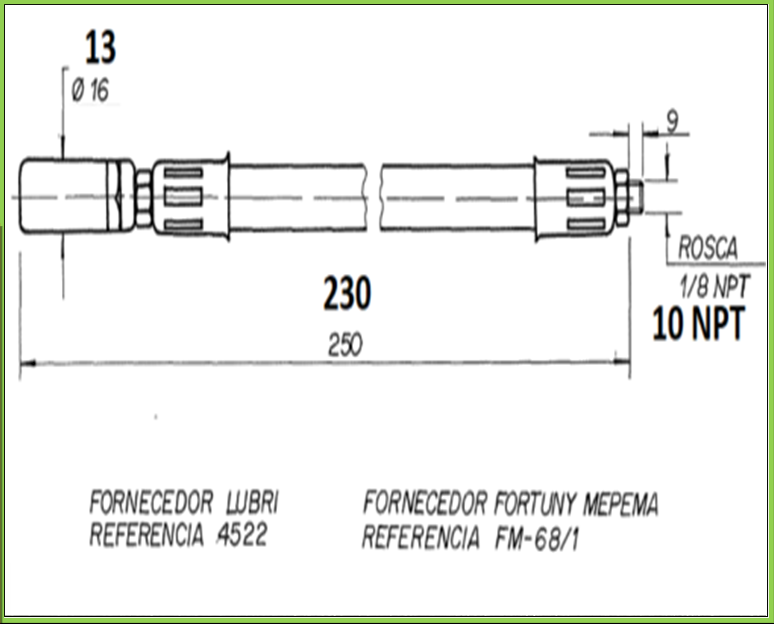 13
Ø 16
9
ROSCA
1/8 NPT
10 NPT
230
250
FORNECEDOR LUBRI
REFERENCIA 4522
FORNECEDOR FORTUNY MEPEMA
REFERENCIA FM-68/1